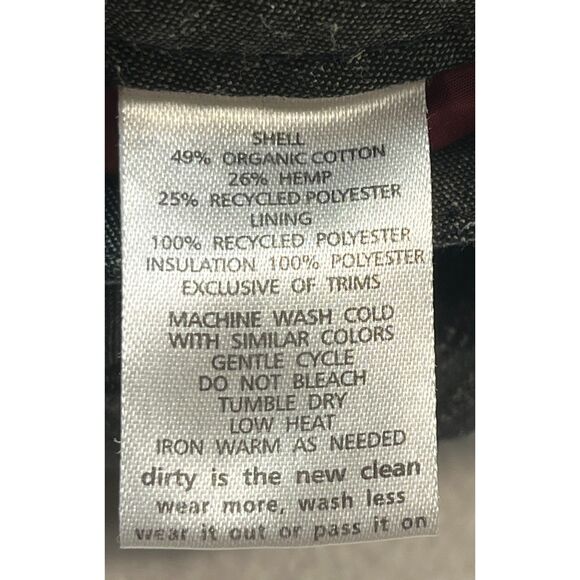 SHELL
49% ORGANIC COTTON
26% HEMP
25% RECYCLED POLYESTER
LINING
100% RECYCLED POLYESTER
INSULATION 100% POLYESTER
EXCLUSIVE OF TRIMS
MACHINE WASH COLD
WITH SIMILAR COLORS
GENTLE CYCLE
DO NOT BLEACH
TUMBLE DRY
LOW HEAT
IRON WARM AS NEEDED
dirty is the new clean
wear more, wash less
wear it out or pass it on